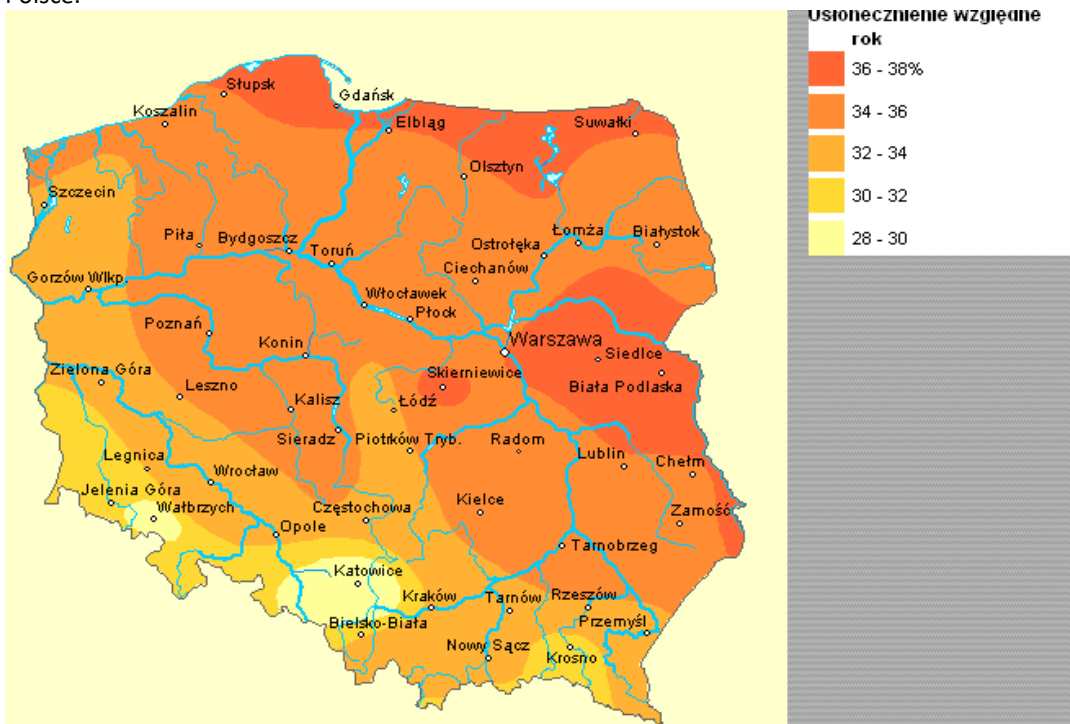 Polsce.
Usłonecznienie względne
rok
36 - 38%
34 - 36
32 - 34
30 - 32
28 - 30
Słupsk
Gdańsk
Koszalin
Elbląg
Suwałki
Olsztyn
Szczecin
Piła
Bydgoszcz
Toruń
Ostrołęka
Łomża
Białystok
Ciechanów
Gorzów Wlkp.
Włocławek
Płock
Poznań
Konin
Warszawa
Siedlce
Skierniewice
Biała Podlaska
Zielona Góra
Leszno
Kalisz
Łódź
Sieradz
Piotrków Tryb.
Radom
Lublin
Chełm
Legnica
Wrocław
Jelenia Góra
Wałbrzych
Częstochowa
Kielce
Zamość
Opole
Tarnobrzeg
Katowice
Kraków
Tarnów
Rzeszów
Bielsko-Biała
Przemyśl
Nowy Sącz
Krosno